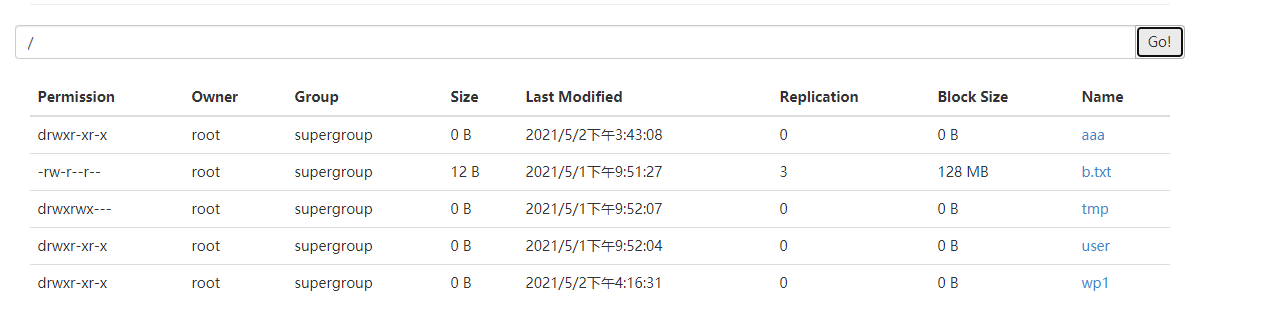 / Go!
Permission Owner Group Size Last Modified Replication Block Size Name
drwxr-xr-x root supergroup 0 B 2021/5/2下午3:43:08 0 0 B aaa
-rw-r--r-- root supergroup 12 B 2021/5/1下午9:51:27 3 128 MB b.txt
drwxrwx--- root supergroup 0 B 2021/5/1下午9:52:07 0 0 B tmp
drwxr-xr-x root supergroup 0 B 2021/5/1下午9:52:04 0 0 B user
drwxr-xr-x root supergroup 0 B 2021/5/2下午4:16:31 0 0 B wp1